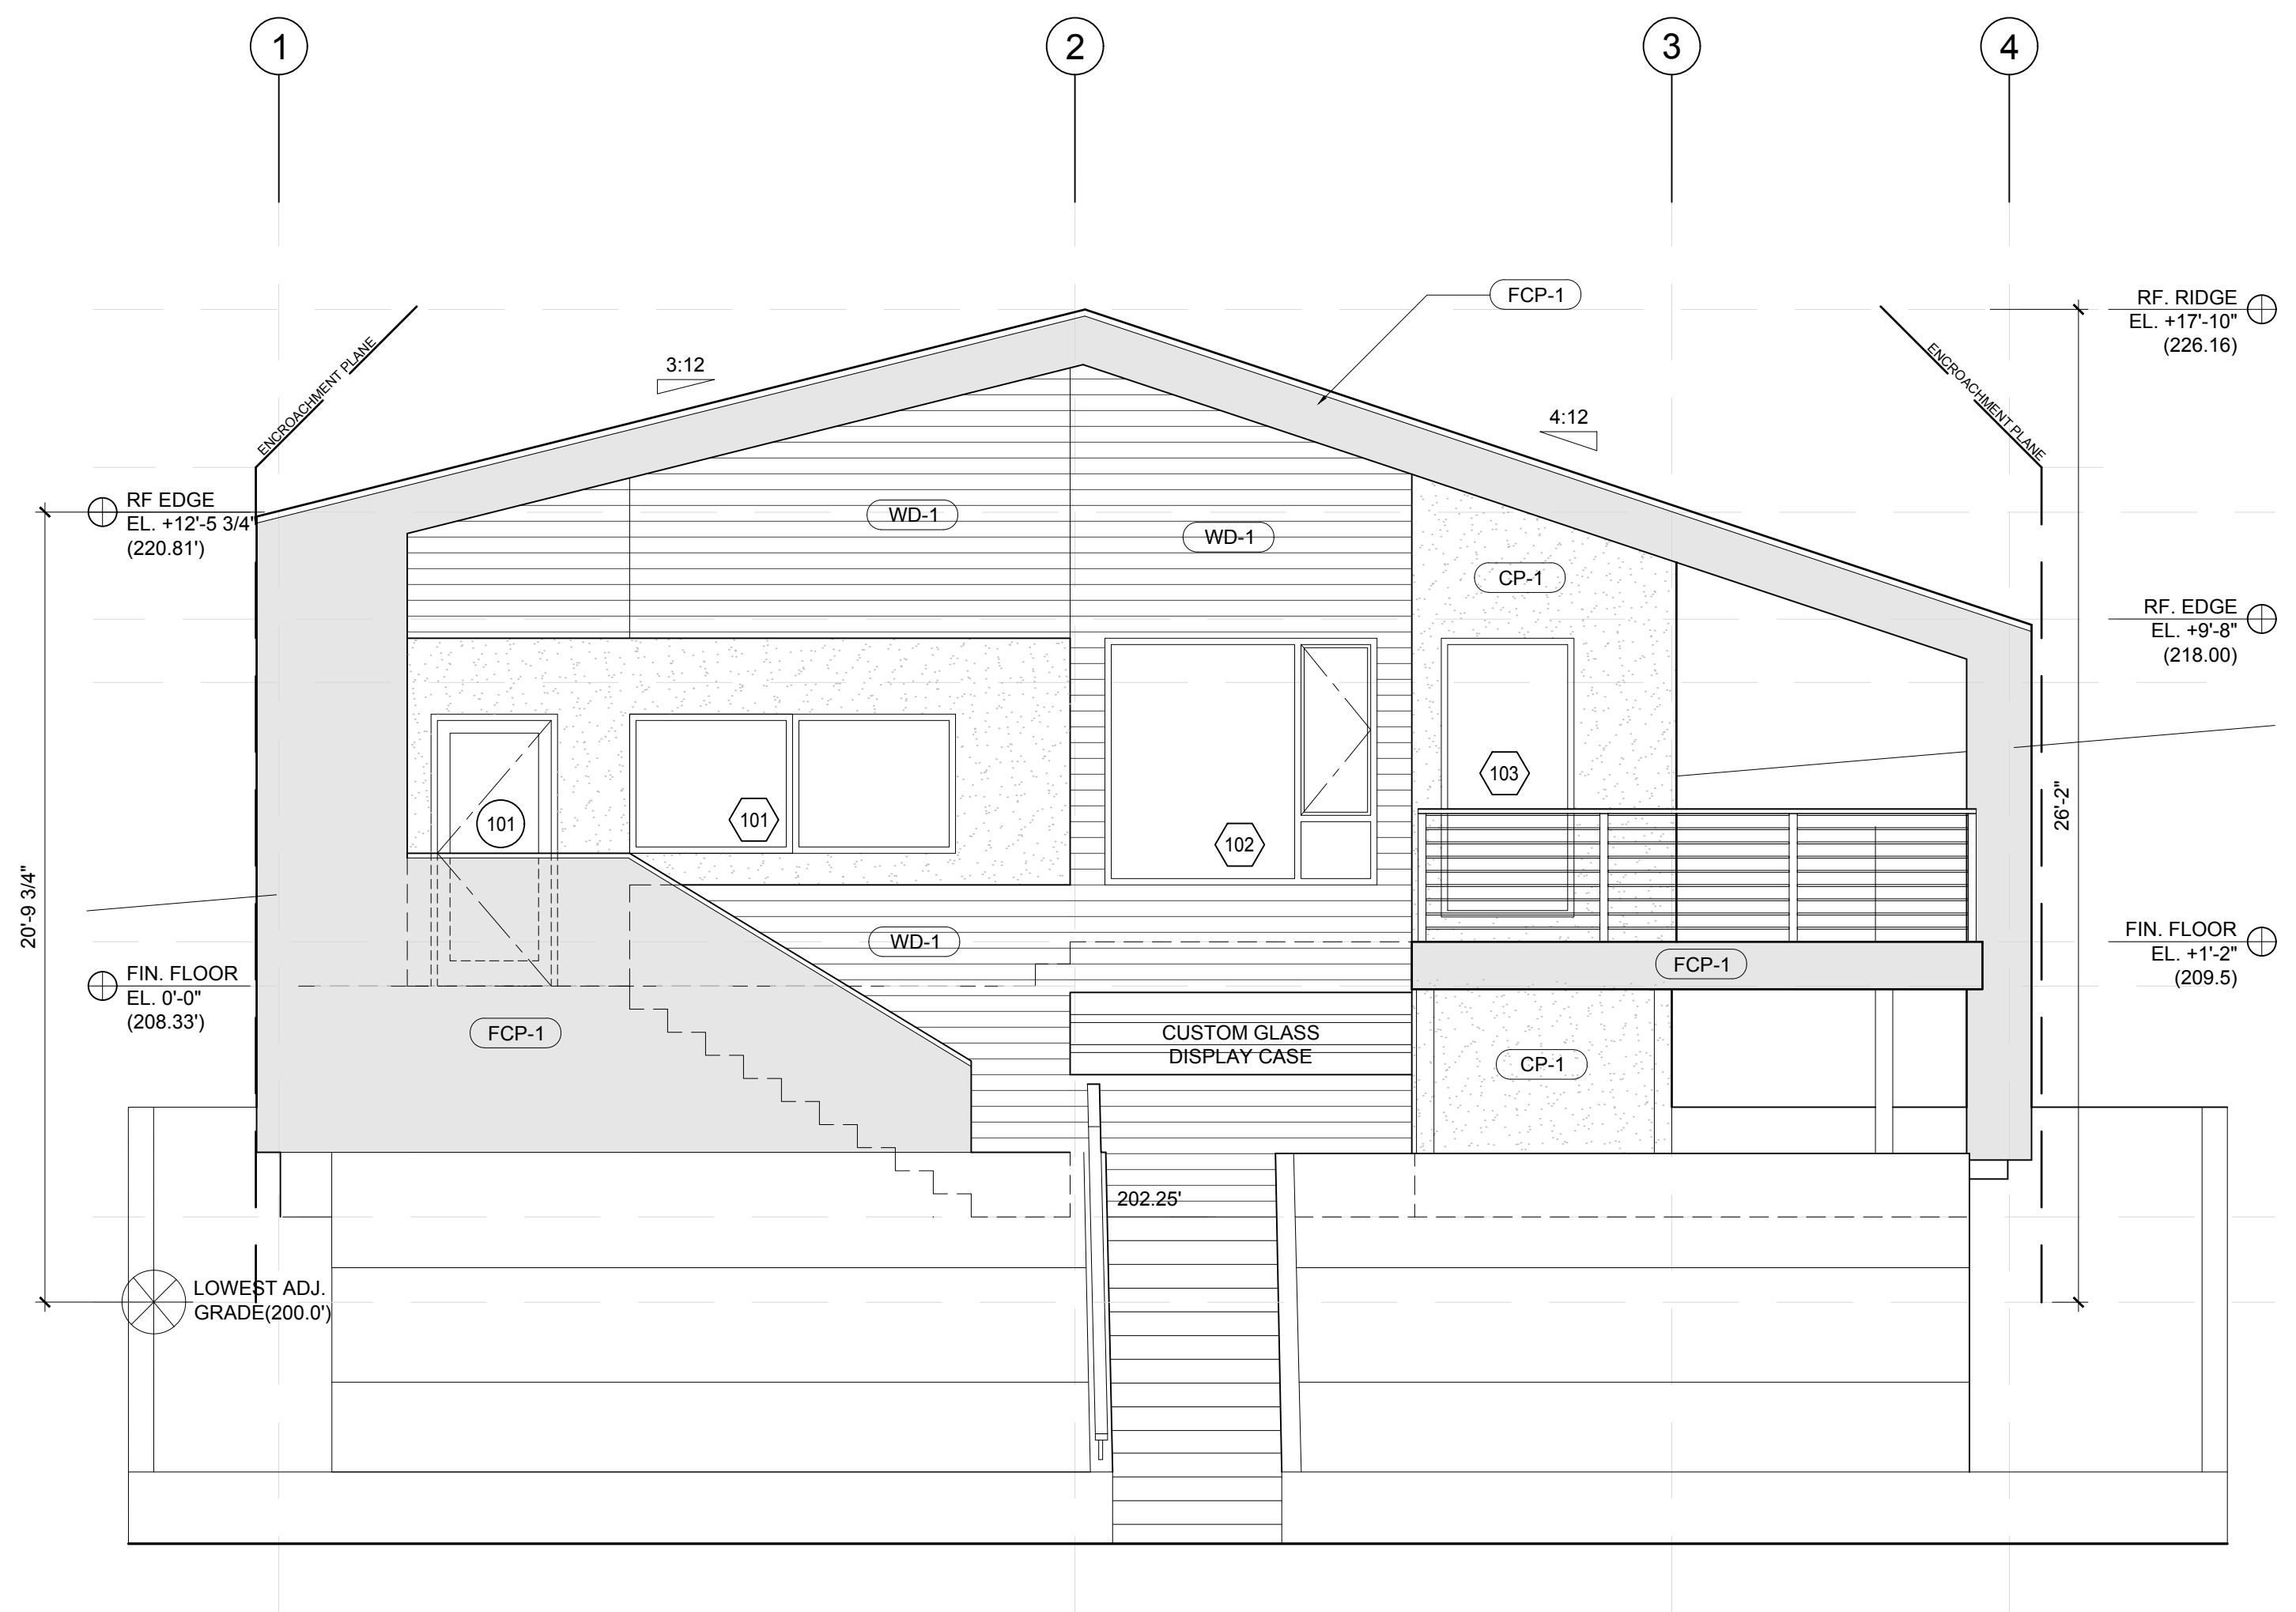 1
2
3
4
FCP-1
RF. RIDGE
EL. +17'-10"
(226.16)
ENCROACHMENT PLANE
ENCROACHMENT PLANE
3:12
4:12
RF EDGE
EL. +12'-5 3/4"
(220.81')
WD-1
WD-1
CP-1
RF. EDGE
EL. +9'-8"
(218.00)
103
101
101
102
26'-2"
20'-9 3/4"
WD-1
FCP-1
FIN. FLOOR
EL. +1'-2"
(209.5)
FIN. FLOOR
EL. 0'-0"
(208.33')
FCP-1
CUSTOM GLASS
DISPLAY CASE
CP-1
202.25'
LOWEST ADJ.
GRADE(200.0')